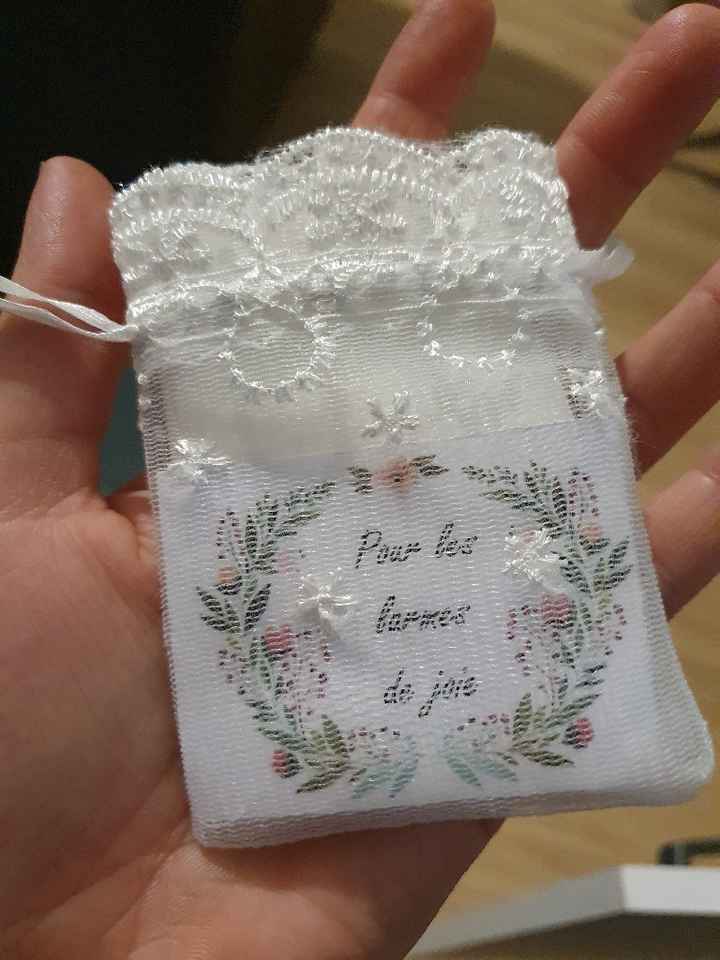 Pour les
larmes
de joie